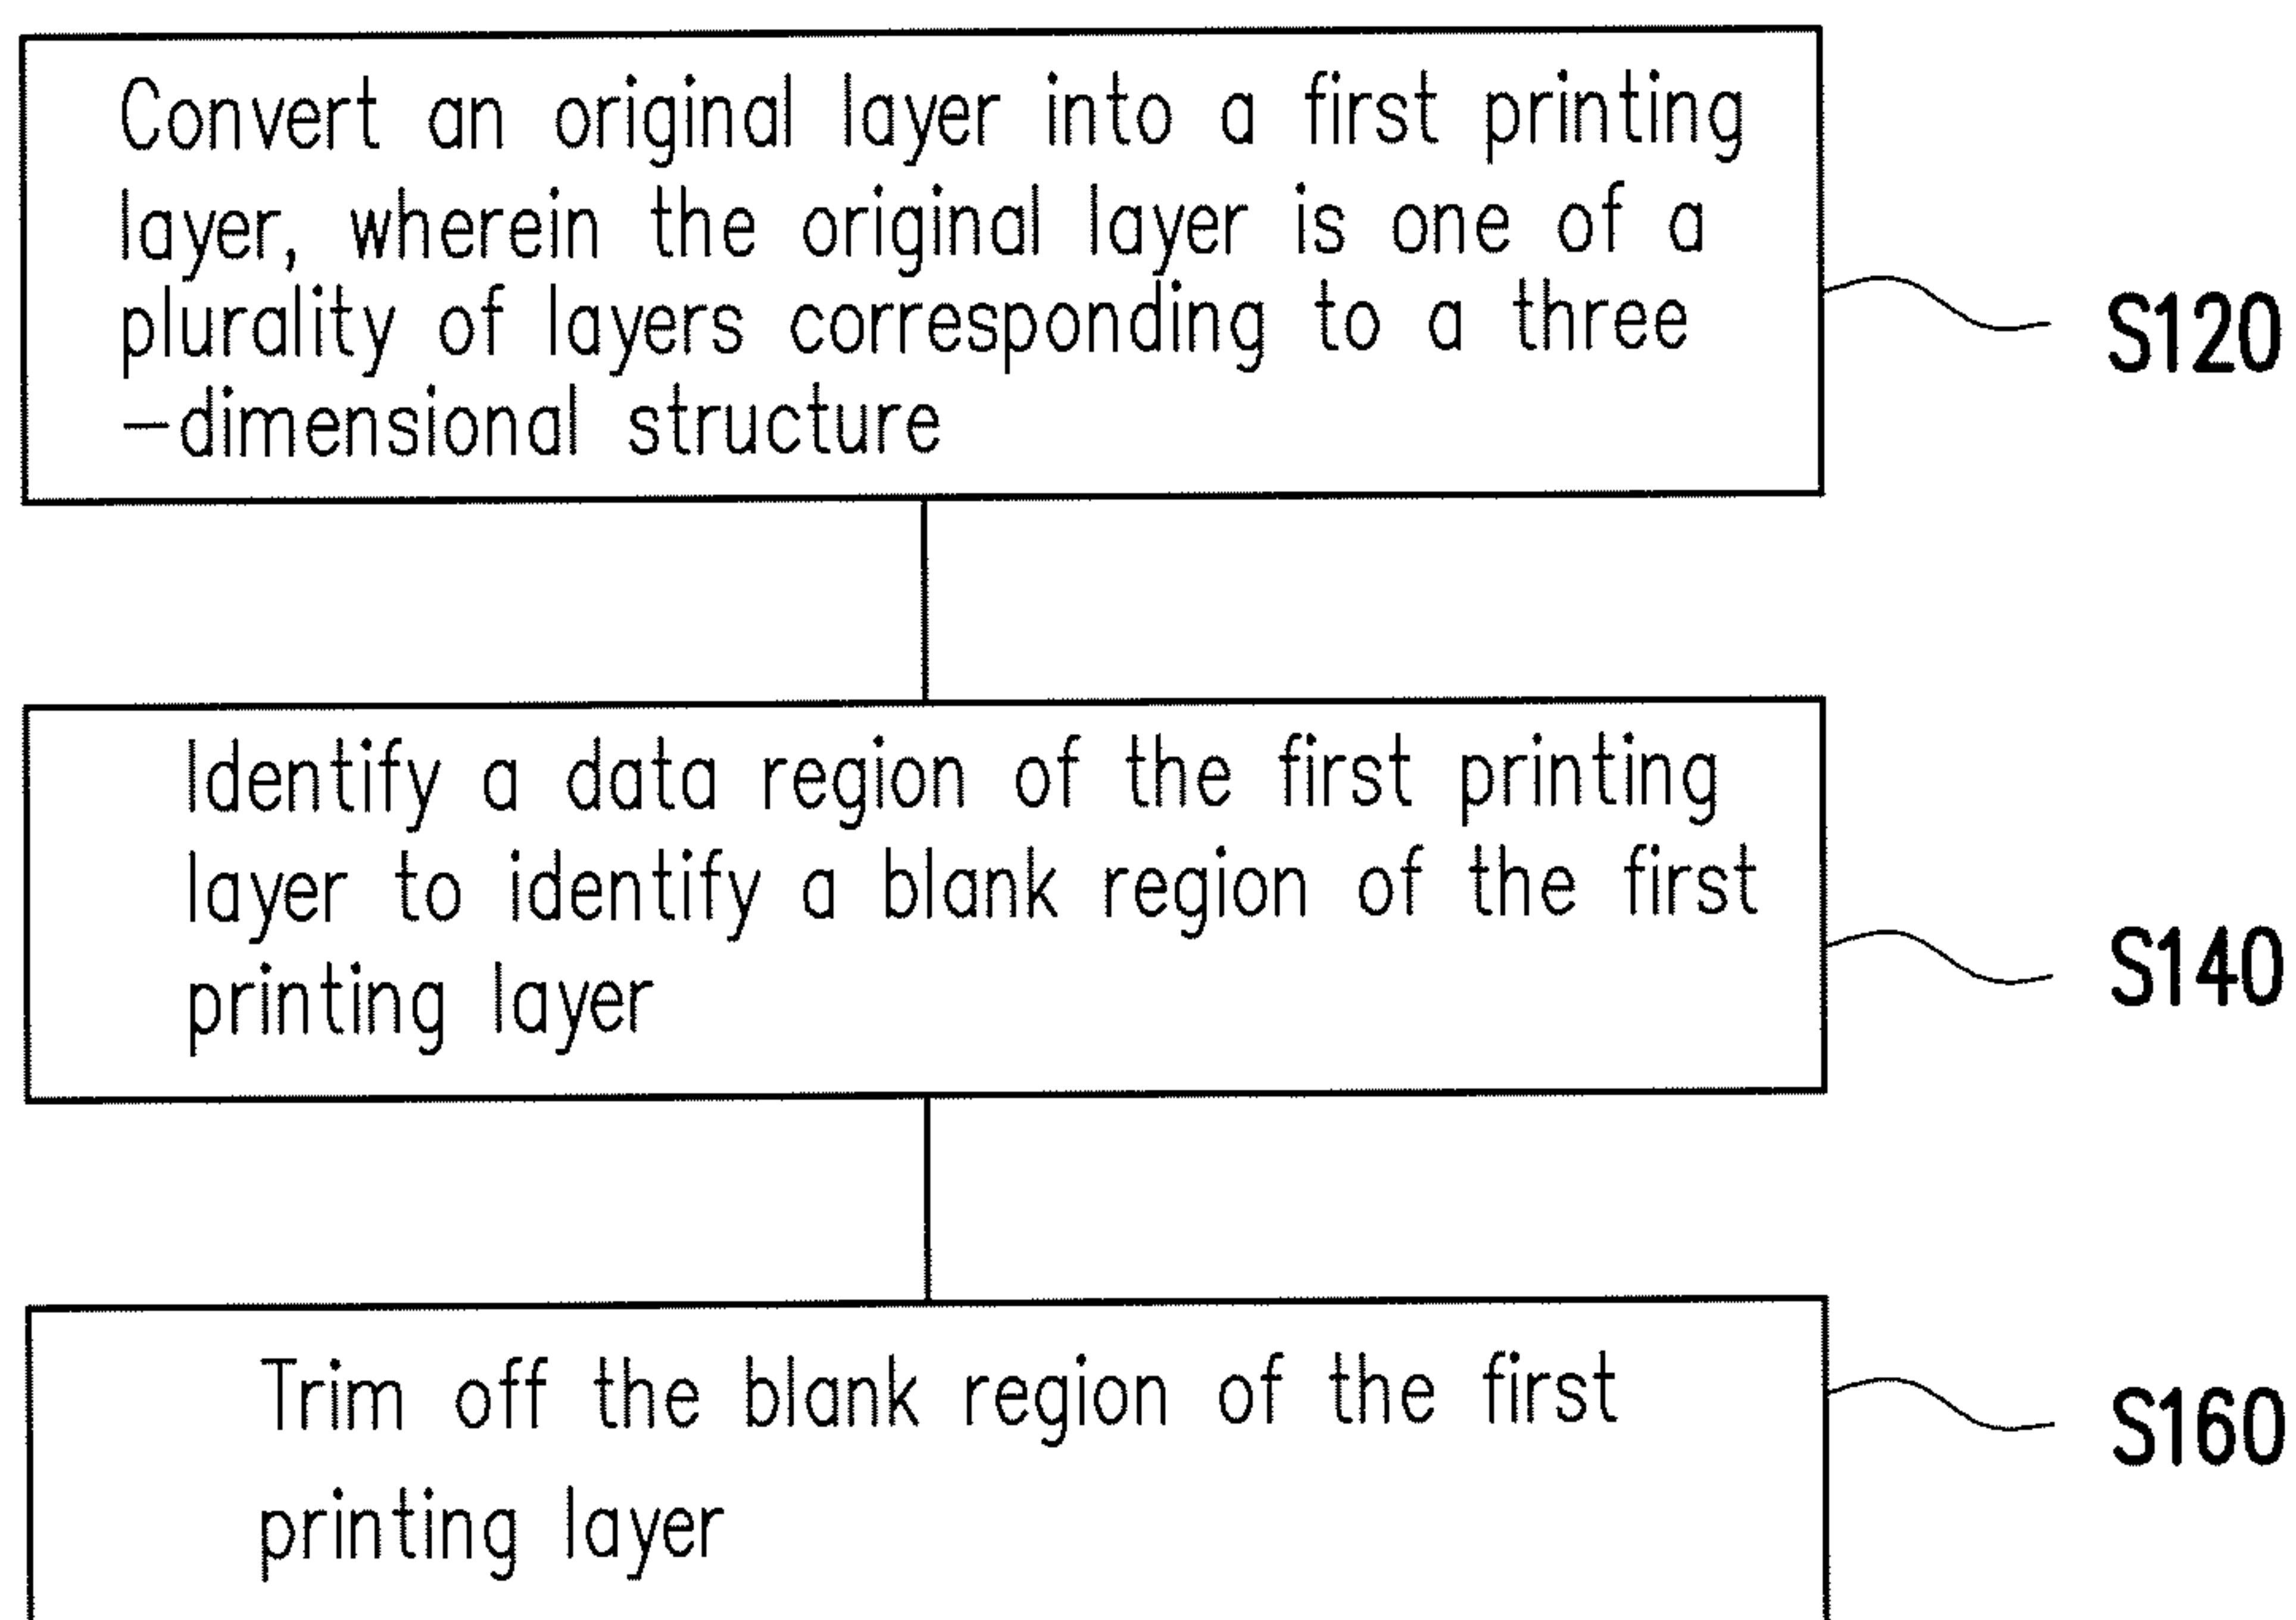 Convert an original layer into a first printing
layer, wherein the original layer is one of a
plurality of layers corresponding to a three
-dimensional structure
S120
Identify a data region of the first printing
layer to identify a blank region of the first
printing layer
S140
Trim off the blank region of the first
printing layer
S160